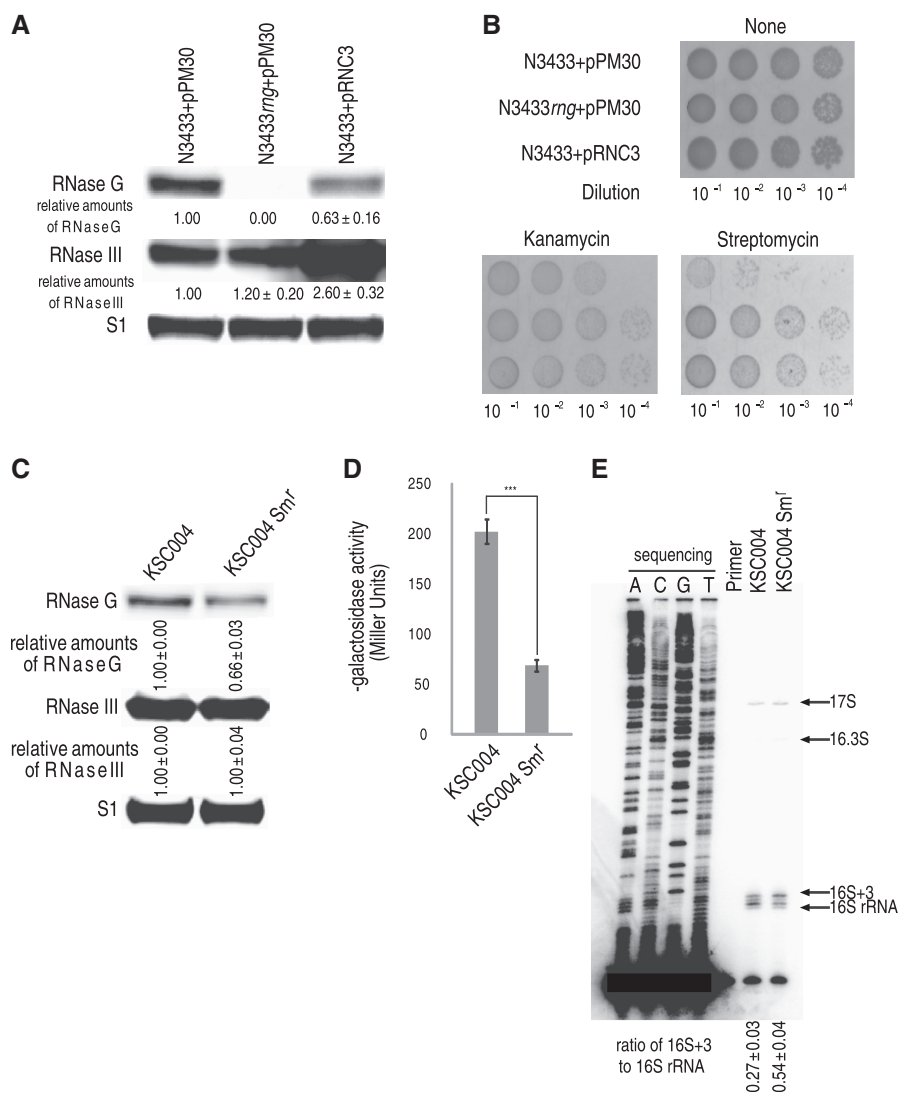 A
N3433+pPM30
N3433rng+pPM30
N3433+pRNC3
RNase G
relative amounts
of RNaseG
1.00
0.00
0.63 ± 0.16
RNase III
relative amounts
of RNaseIII
1.00
1.20 ± 0.20
2.60 ± 0.32
S1
B
None
N3433+pPM30
N3433rng+pPM30
N3433+pRNC3
Dilution
10 -1 10 -2 10 -3 10 -4
Kanamycin
10 -1 10 -2 10 -3 10 -4
Streptomycin
10 -1 10 -2 10 -3 10 -4
C
KSC004
KSC004 Smr
RNase G
relative amounts
of RNaseG
1.00±0.00
0.66±0.03
RNase III
relative amounts
of RNaseIII
1.00±0.00
1.00±0.04
S1
D
-galactosidase activity
(Miller Units)
250
200
150
100
50
0
***
KSC004
KSC004 Smr
E
sequencing
A C G T
Primer
KSC004
KSC004 Smr
17S
16.3S
16S+3
16S rRNA
ratio of 16S+3
to 16S rRNA
0.27±0.03
0.54±0.04